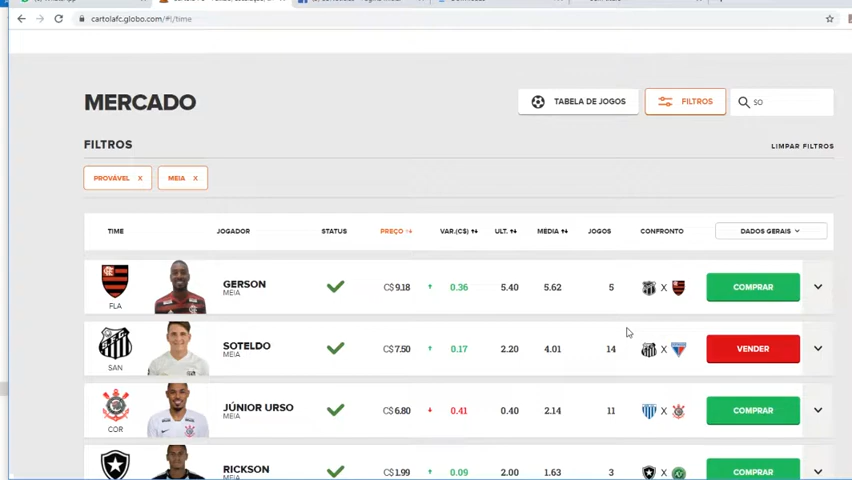 cartolafc.globo.com/#!/time
MERCADO
TABELA DE JOGOS
FILTROS
SO
FILTROS
LIMPAR FILTROS
PROVÁVEL X
MEIA X
TIME JOGADOR STATUS PREÇO VAR.(C$) ULT. MEDIA JOGOS CONFRONTO DADOS GERAIS
FLA GERSON MEIA C$ 9.18 0.36 5.40 5.62 5 X COMPRAR
SAN SOTELDO MEIA C$ 7.50 0.17 2.20 4.01 14 X VENDER
COR JÚNIOR URSO MEIA C$ 6.80 0.41 0.40 2.14 11 X COMPRAR
RICKSON MEIA C$ 1.99 0.09 2.00 1.63 3 X COMPRAR